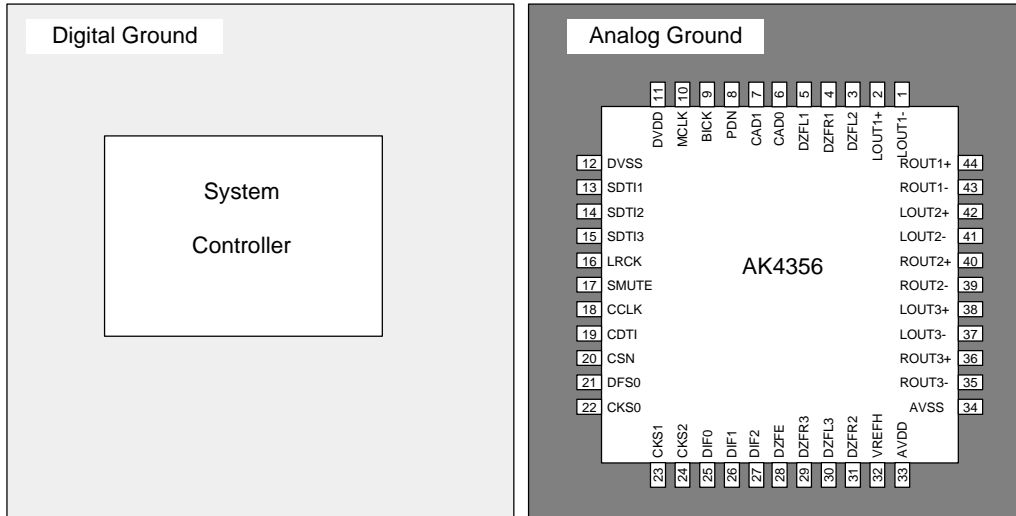 Digital Ground
System
Controller
Analog Ground
11 10 9 8 7 6 5 4 3 2 1
DVDD MCLK BICK PDN CAD1 CAD0 DZFL1 DZFR1 DZFL2 LOUT1+ LOUT1-
12 DVSS
13 SDTI1
14 SDTI2
15 SDTI3
16 LRCK
17 SMUTE
18 CCLK
19 CDTI
20 CSN
21 DFS0
22 CKS0
AK4356
ROUT1+ 44
ROUT1- 43
LOUT2+ 42
LOUT2- 41
ROUT2+ 40
ROUT2- 39
LOUT3+ 38
LOUT3- 37
ROUT3+ 36
ROUT3- 35
AVSS 34
CKS1 CKS2 DIF0 DIF1 DIF2 DZFE DZFR3 DZFL3 DZFR2 VREFH AVDD
23 24 25 26 27 28 29 30 31 32 33